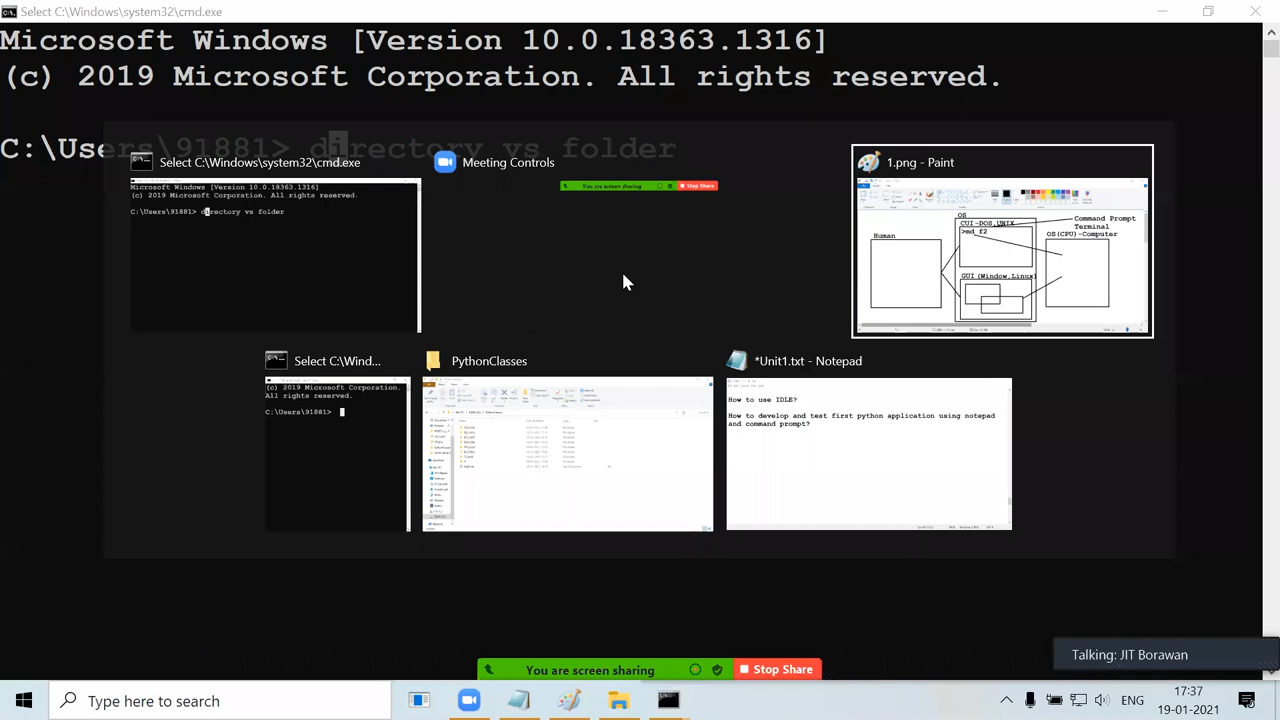 Select C:\Windows\system32\cmd.exe
Microsoft Windows [Version 10.0.18363.1316]
(c) 2019 Microsoft Corporation. All rights reserved.
C:\Users\91881> directory vs folder
Select C:\Windows\system32\cmd.exe
Microsoft Windows [Version 10.0.18363.1316]
(c) 2019 Microsoft Corporation. All rights reserved.
C:\Users\91881> directory vs folder
Meeting Controls
You are screen sharing
Stop Share
1.png - Paint
OS
CUI-DOS,UNIX
>md f2
Command Prompt
Terminal
Human
OS(CPU)-Computer
GUI (Window,Linux)
Select C:\Wind...
(c) 2019 Microsoft Corporation.
All rights reserved.
C:\Users\91881>
PythonClasses
*Unit1.txt - Notepad
How to use IDLE?
How to develop and test first python application using notepad
and command prompt?
Talking: JIT Borawan
You are screen sharing
Stop Share
Type here to search
ENG
17:37
19-01-2021